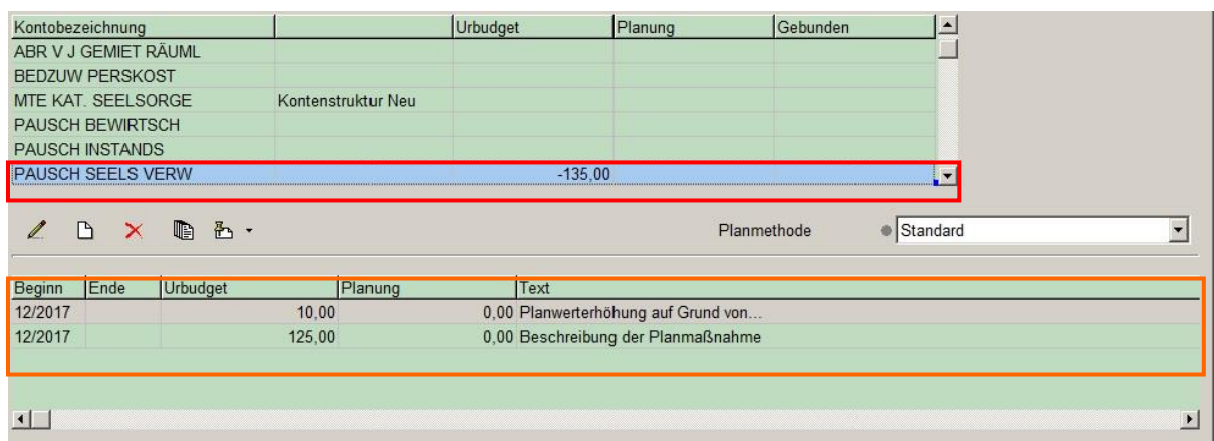 Kontobezeichnung Urbudget Planung Gebunden
ABR V J GEMIET RÄUML
BEDZUW PERSKOST
MTE KAT. SEELSORGE Kontenstruktur Neu
PAUSCH BEWIRTSCH
PAUSCH INSTANDS
PAUSCH SEELS VERW -135,00
Planmethode Standard
Beginn Ende Urbudget Planung Text
12/2017 10,00 0,00 Planwerterhöhung auf Grund von...
12/2017 125,00 0,00 Beschreibung der Planmaßnahme